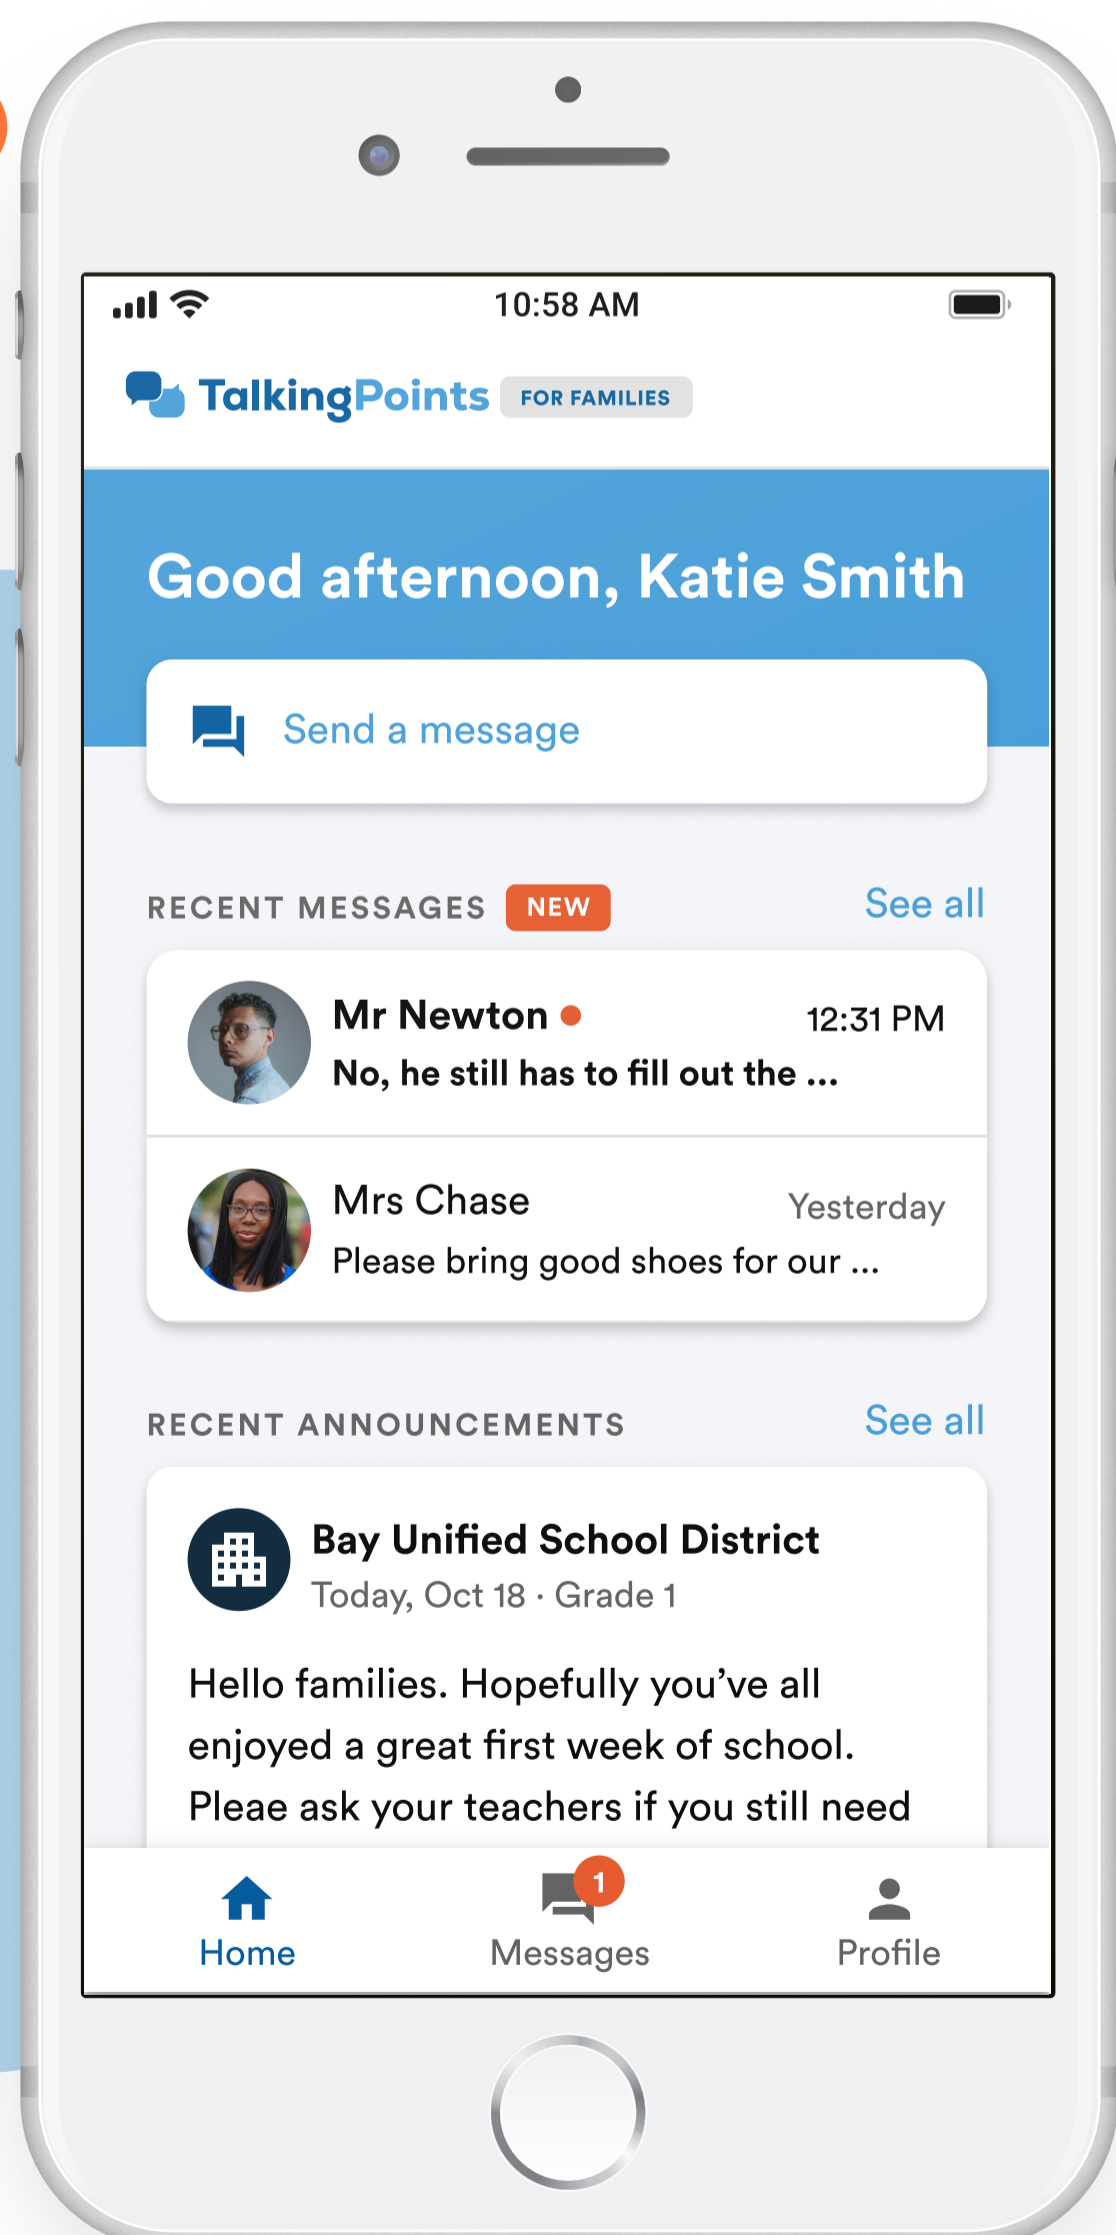 10:58 AM
TalkingPoints FOR FAMILIES
Good afternoon, Katie Smith
Send a message
RECENT MESSAGES NEW See all
Mr Newton 12:31 PM
No, he still has to fill out the ...
Mrs Chase Yesterday
Please bring good shoes for our ...
RECENT ANNOUNCEMENTS See all
Bay Unified School District
Today, Oct 18 · Grade 1
Hello families. Hopefully you’ve all
enjoyed a great first week of school.
Pleae ask your teachers if you still need
1
Home Messages Profile